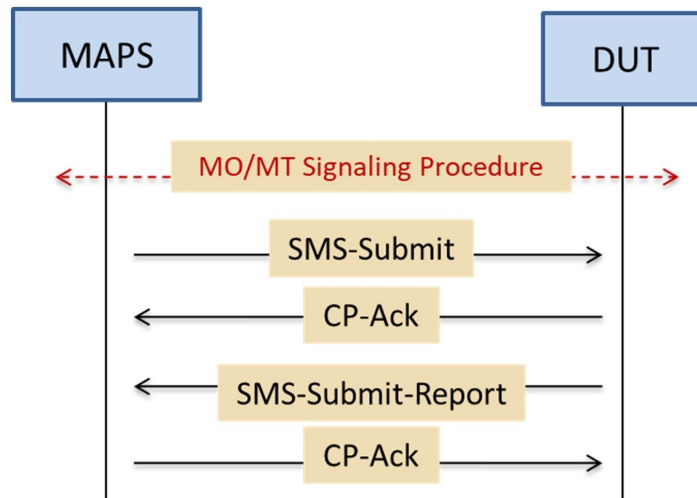 MAPS
DUT
MO/MT Signaling Procedure
SMS-Submit
CP-Ack
SMS-Submit-Report
CP-Ack